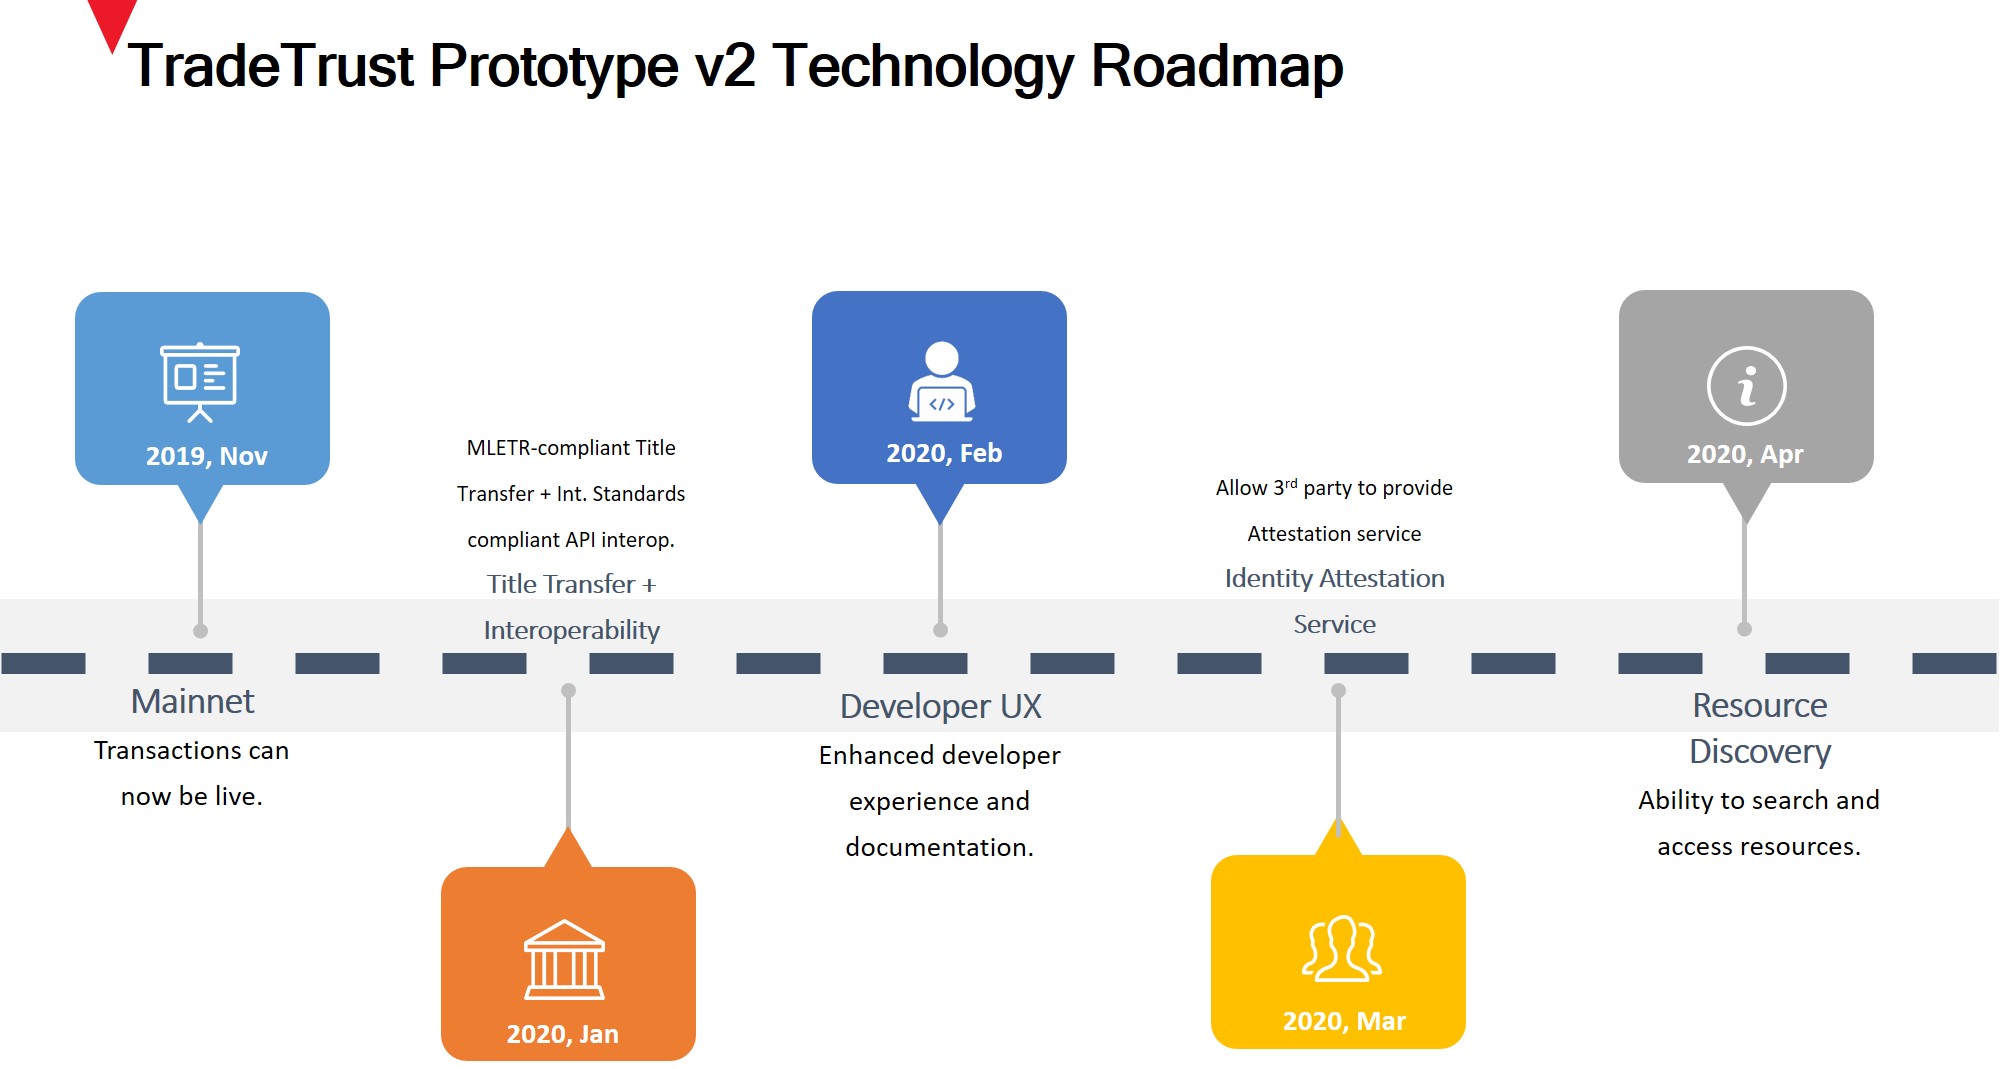 TradeTrust Prototype v2 Technology Roadmap
2019, Nov
Mainnet
Transactions can
now be live.
MLETR-compliant Title
Transfer + Int. Standards
compliant API interop.
Title Transfer +
Interoperability
2020, Jan
2020, Feb
</>
Developer UX
Enhanced developer
experience and
documentation.
Allow 3rd party to provide
Attestation service
Identity Attestation
Service
2020, Mar
i
2020, Apr
Resource
Discovery
Ability to search and
access resources.